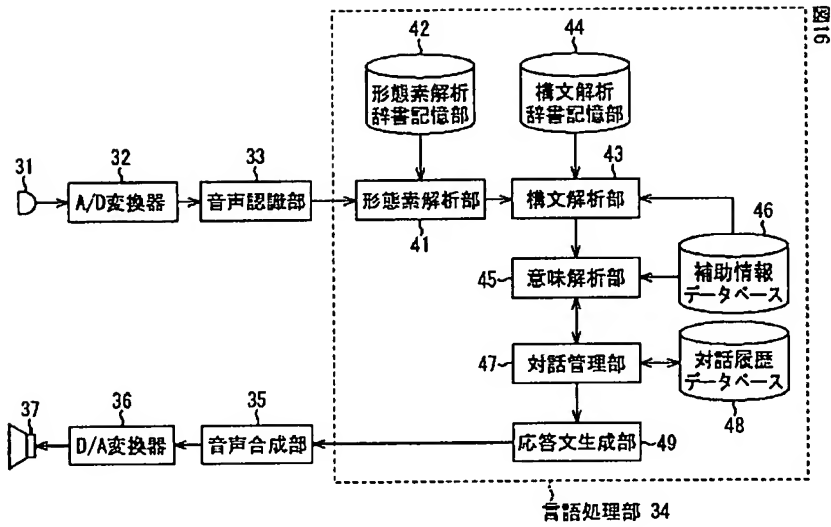 図16
42
形態素解析
辞書記憶部
44
構文解析
辞書記憶部
31
32
A/D変換器
33
音声認識部
形態素解析部
41
43
構文解析部
46
補助情報
データベース
45
意味解析部
47
対話管理部
対話履歴
データベース
48
37
36
D/A変換器
35
音声合成部
応答文生成部
49
言語処理部 34